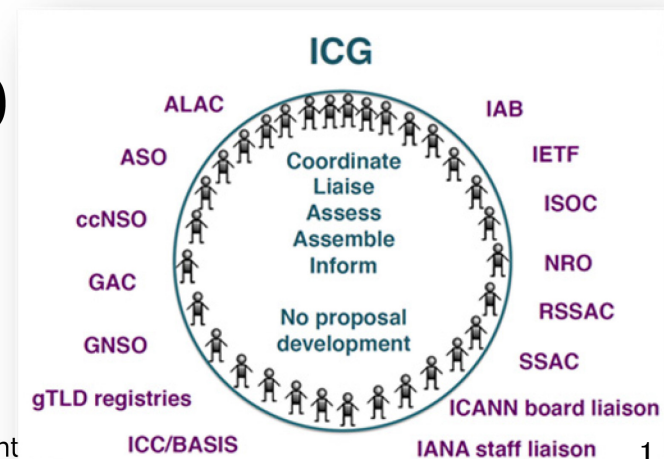 ICG
ALAC
ASO
ccNSO
GAC
GNSO
gTLD registries
ICC/BASIS
Coordinate
Liaise
Assess
Assemble
Inform
No proposal
development
IAB
IETF
ISOC
NRO
RSSAC
SSAC
ICANN board liaison
IANA staff liaison
1